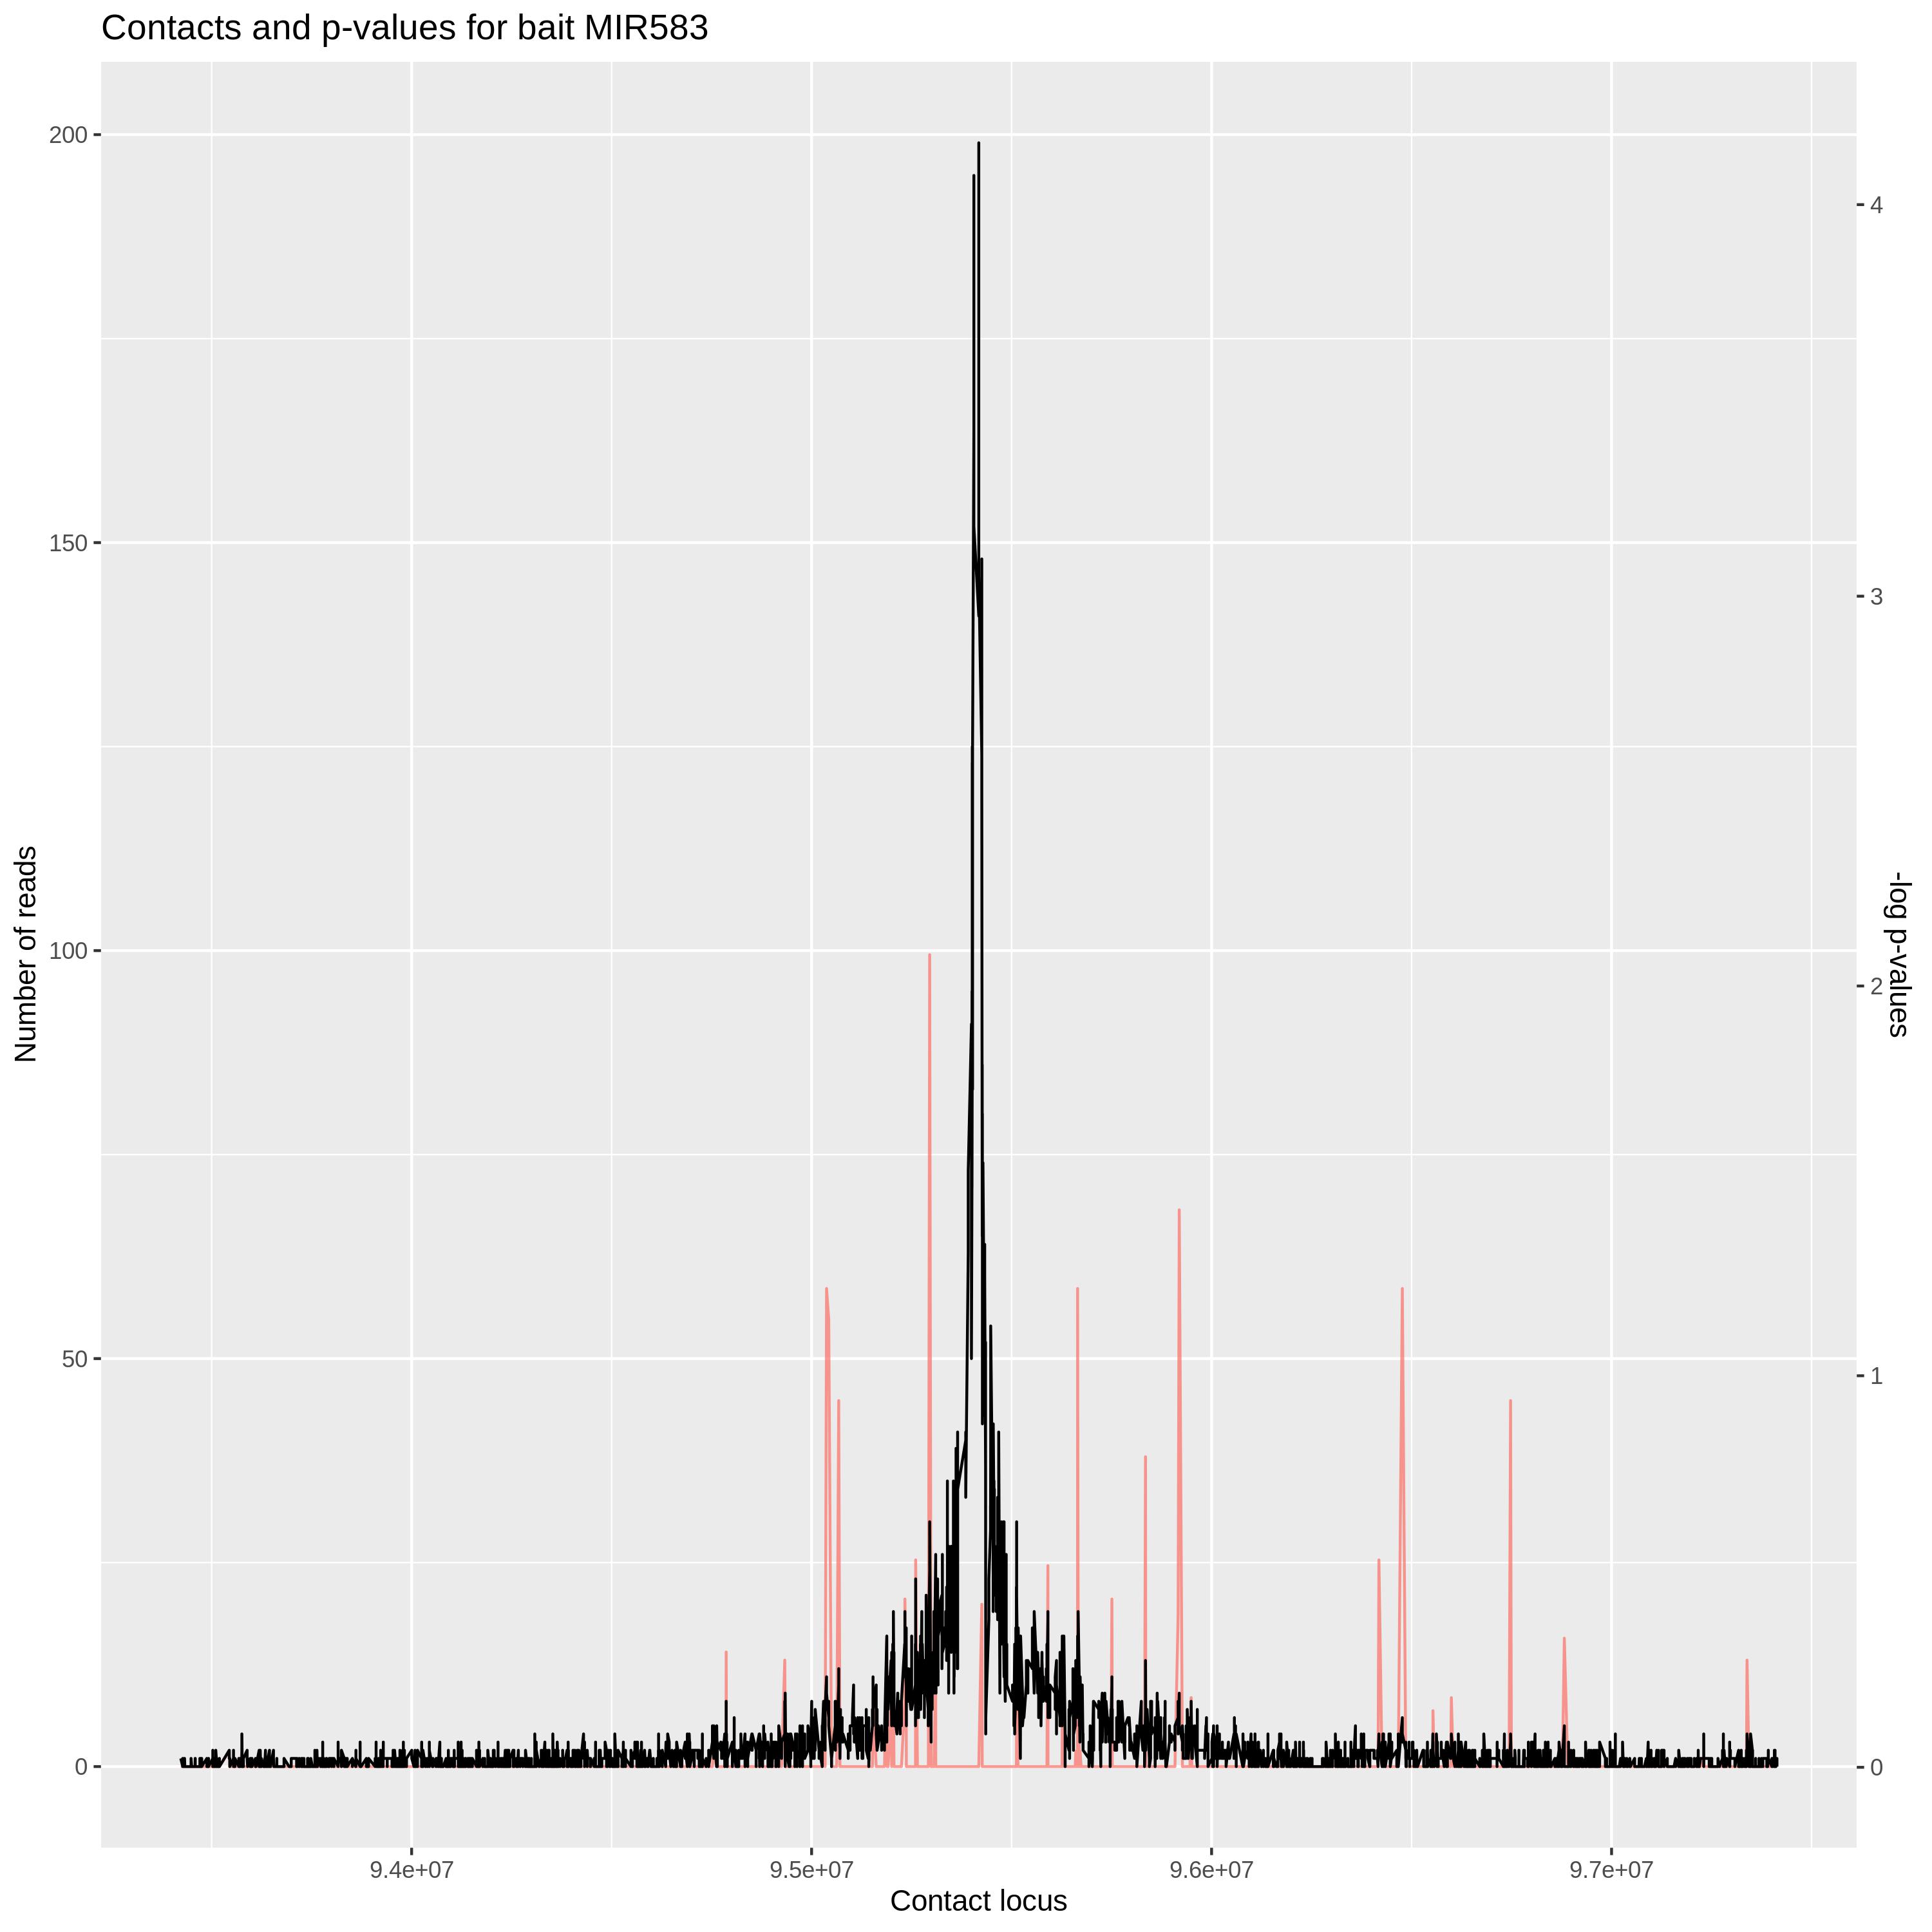 Contacts and p-values for bait MIR583
200
150
100
50
0
Number of reads
4
3
2
1
0
-log p-values
9.4e+07
9.5e+07
9.6e+07
9.7e+07
Contact locus